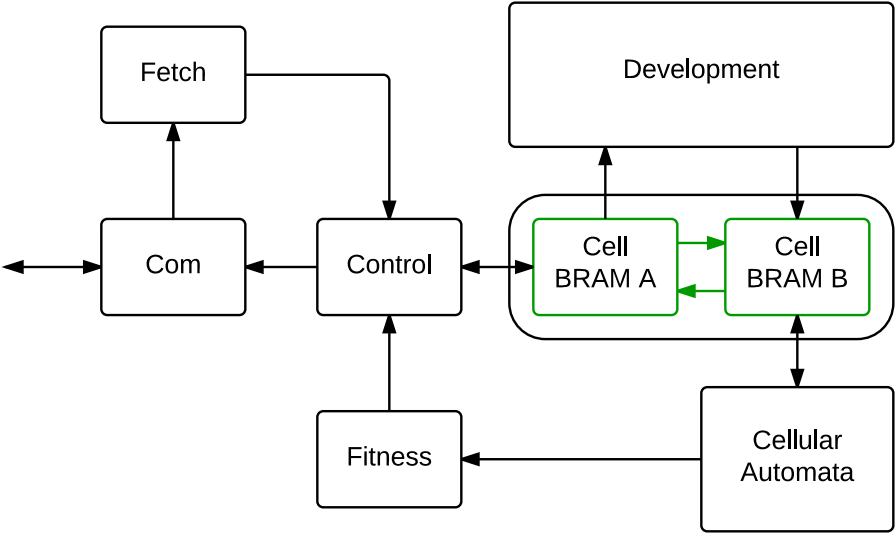 Fetch
Development
Com
Control
Cell
BRAM A
Cell
BRAM B
Fitness
Cellular
Automata